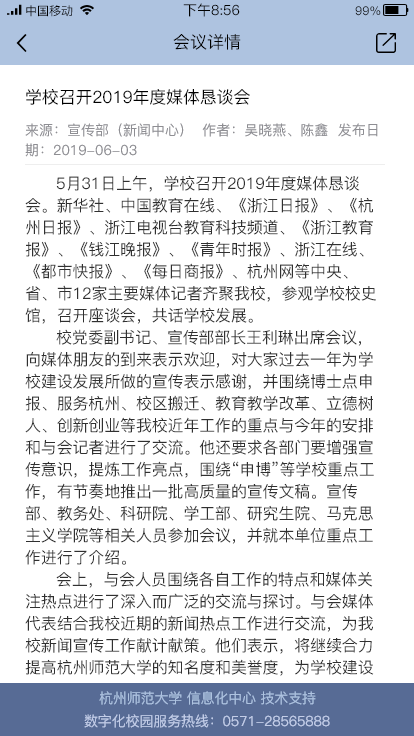 中国移动 下午8:56 99%
会议详情
学校召开2019年度媒体恳谈会
来源：宣传部（新闻中心） 作者：吴晓燕、陈鑫 发布日
期：2019-06-03
5月31日上午，学校召开2019年度媒体恳谈
会。新华社、中国教育在线、《浙江日报》、《杭
州日报》、浙江电视台教育科技频道、《浙江教育
报》、《钱江晚报》、《青年时报》、浙江在线、
《都市快报》、《每日商报》、杭州网等中央、
省、市12家主要媒体记者齐聚我校，参观学校校史
馆，召开座谈会，共话学校发展。
校党委副书记、宣传部部长王利琳出席会议，
向媒体朋友的到来表示欢迎，对大家过去一年为学
校建设发展所做的宣传表示感谢，并围绕博士点申
报、服务杭州、校区搬迁、教育教学改革、立德树
人、创新创业等我校近年工作的重点与今年的安排
和与会记者进行了交流。他还要求各部门要增强宣
传意识，提炼工作亮点，围绕“申博”等学校重点工
作，有节奏地推出一批高质量的宣传文稿。宣传
部、教务处、科研院、学工部、研究生院、马克思
主义学院等相关人员参加会议，并就本单位重点工
作进行了介绍。
会上，与会人员围绕各自工作的特点和媒体关
注热点进行了深入而广泛的交流与探讨。与会媒体
代表结合我校近期的新闻热点工作进行交流，为我
校新闻宣传工作献计献策。他们表示，将继续合力
提高杭州师范大学的知名度和美誉度，为学校建设
杭州师范大学 信息化中心 技术支持
数字化校园服务热线：0571-28565888